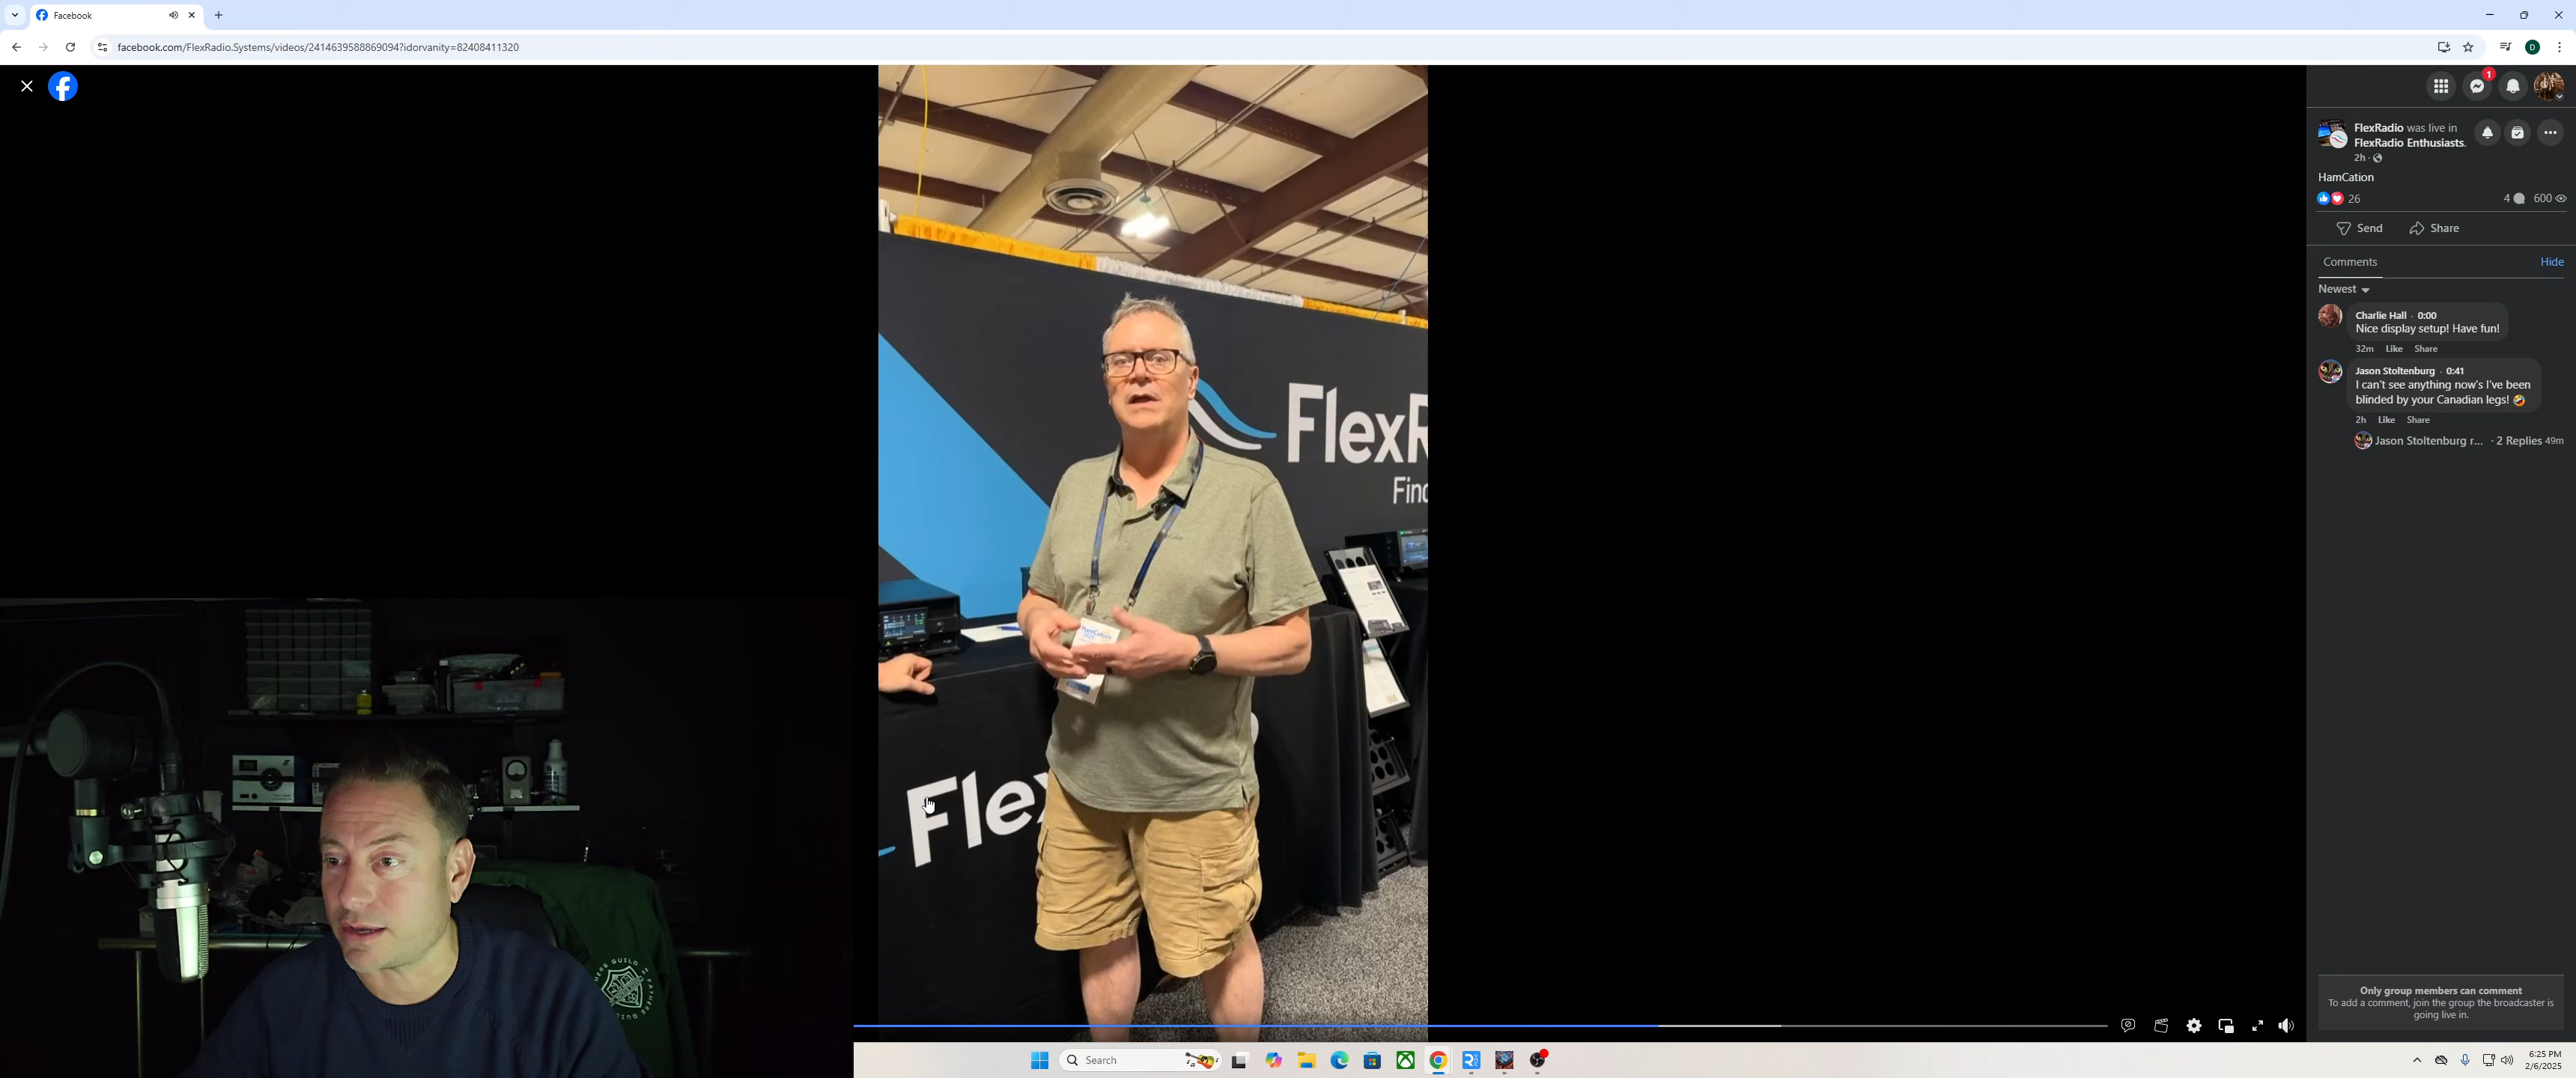 Facebook
facebook.com/FlexRadio.Systems/videos/2414639588869094?idorvanity=82408411320
D
1
FlexRadio was live in
FlexRadio Enthusiasts.
2h ·
HamCation
26
4
600
Send
Share
Comments
Hide
Newest
Charlie Hall · 0:00
Nice display setup! Have fun!
32m Like Share
Jason Stoltenburg · 0:41
I can't see anything now's I've been
blinded by your Canadian legs! 🤣
2h Like Share
Jason Stoltenburg r... · 2 Replies 49m
FlexR
Find
HamCation
Flex
Only group members can comment
To add a comment, join the group the broadcaster is
going live in.
Search
6:25 PM
2/6/2025